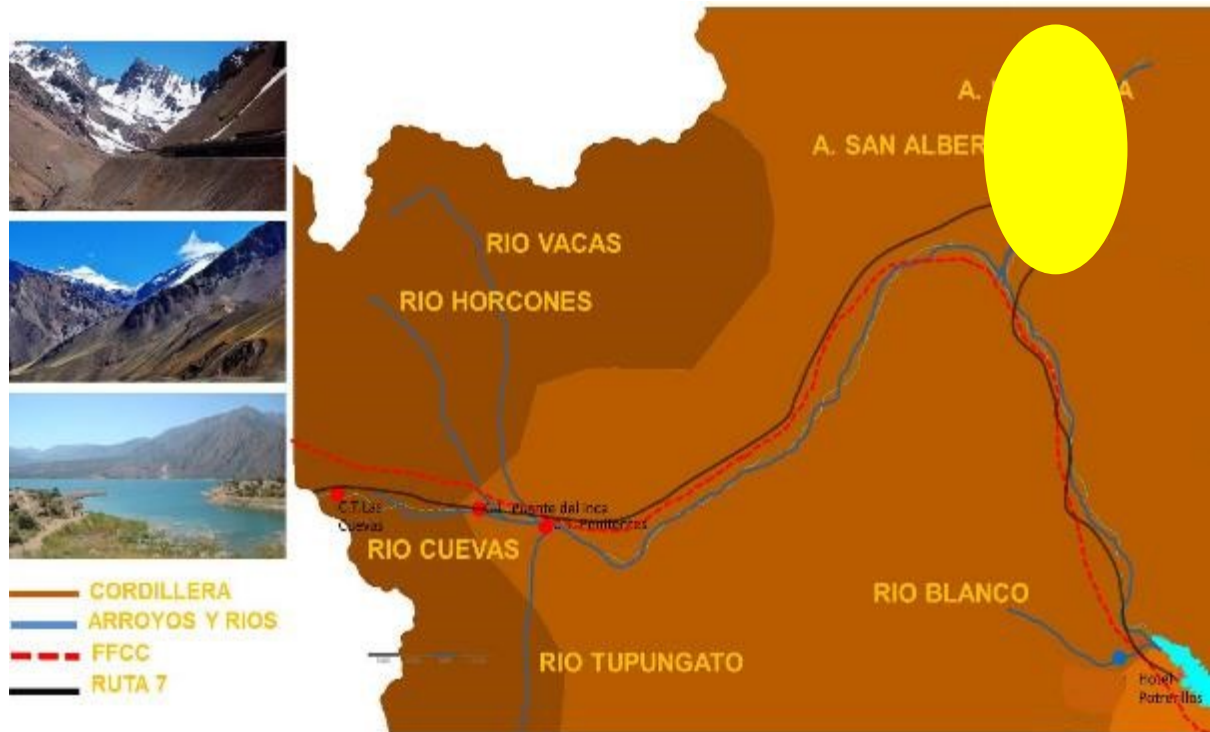 A.
A
A. SAN ALBER
RIO VACAS
RIO HORCONES
C.T.Las
Cuevas
Puente del Inca
Penitentes
RIO CUEVAS
RIO BLANCO
RIO TUPUNGATO
Hotel
Potrerillos
CORDILLERA
ARROYOS Y RIOS
FFCC
RUTA 7